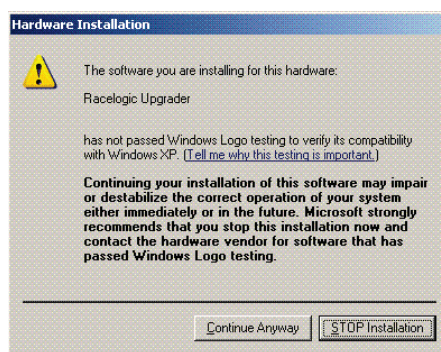 Hardware Installation
The software you are installing for this hardware:
Racelogic Upgrader
has not passed Windows Logo testing to verify its compatibility
with Windows XP. (Tell me why this testing is important.)
Continuing your installation of this software may impair
or destabilize the correct operation of your system
either immediately or in the future. Microsoft strongly
recommends that you stop this installation now and
contact the hardware vendor for software that has
passed Windows Logo testing.
Continue Anyway
STOP Installation